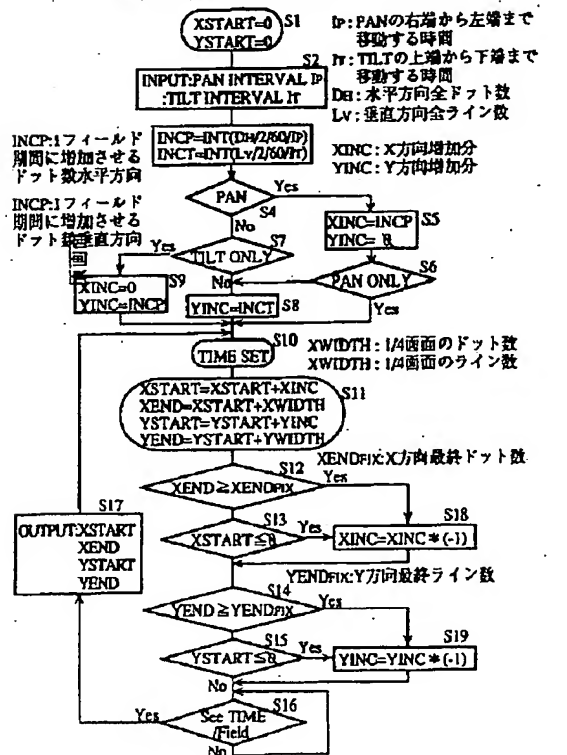 XSTART=0
YSTART=0
S1
IP: PANの右端から左端まで
移動する時間
IT: TILTの上端から下端まで
移動する時間
DH: 水平方向全ドット数
LV: 垂直方向全ライン数
S2
INPUT:PAN INTERVAL IP
:TILT INTERVAL IT
INCP:1フィールド
期間に増加させる
ドット数水平方向
INCP=INT(DH/2/60/IP)
INCT=INT(LV/2/60/IT)
XINC: X方向増加分
YINC: Y方向増加分
PAN
Yes
S4
No
INCP:1フィールド
期間に増加させる
ドット数垂直方向
XINC=INCP
YINC=
S5
Yes
S7
TILT ONLY
No
S6
PAN ONLY
Yes
S9
XINC=0
YINC=INCP
YINC=INCT
S8
S10
TIME SET
XWIDTH: 1/4画面のドット数
XWIDTH: 1/4画面のライン数
XSTART=XSTART+XINC
XEND=XSTART+XWIDTH
YSTART=YSTART+YINC
YEND=YSTART+YWIDTH
S11
S12
XENDFIX:X方向最終ドット数
XEND≧XENDFIX
Yes
S13
XSTART≦
Yes
S18
XINC=XINC*(-1)
S17
OUTPUT:XSTART
XEND
YSTART
YEND
YENDFIX:Y方向最終ライン数
S14
YEND≧YENDFIX
Yes
S15
YSTART≦
Yes
S19
YINC=YINC*(-1)
No
S16
Yes
See TIME
/Field
No